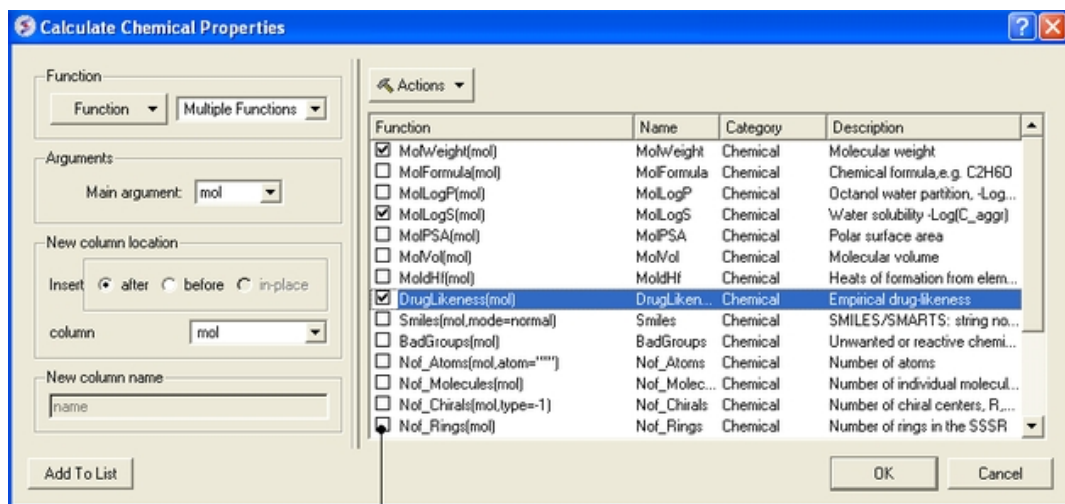 Calculate Chemical Properties
Function
Function Multiple Functions
Arguments
Main argument: mol
New column location
Insert after before in-place
column mol
New column name
name
Add To List
Actions
Function Name Category Description
MolWeight(mol) MolWeight Chemical Molecular weight
MolFormula(mol) MolFormula Chemical Chemical formula,e.g. C2H6O
MolLogP(mol) MolLogP Chemical Octanol water partition, -Log...
MolLogS(mol) MolLogS Chemical Water solubility -Log(C_aggr)
MolPSA(mol) MolPSA Chemical Polar surface area
MolVol(mol) MolVol Chemical Molecular volume
MoldHf(mol) MoldHf Chemical Heats of formation from elem...
DrugLikeness(mol) DrugLiken... Chemical Empirical drug-likeness
Smiles(mol,mode=normal) Smiles Chemical SMILES/SMARTS: string no...
BadGroups(mol) BadGroups Chemical Unwanted or reactive chemi...
Nof_Atoms(mol,atom="""") Nof_Atoms Chemical Number of atoms
Nof_Molecules(mol) Nof_Molec... Chemical Number of individual molecul...
Nof_Chirals(mol,type=-1) Nof_Chirals Chemical Number of chiral centers, R,...
Nof_Rings(mol) Nof_Rings Chemical Number of rings in the SSSR
OK Cancel